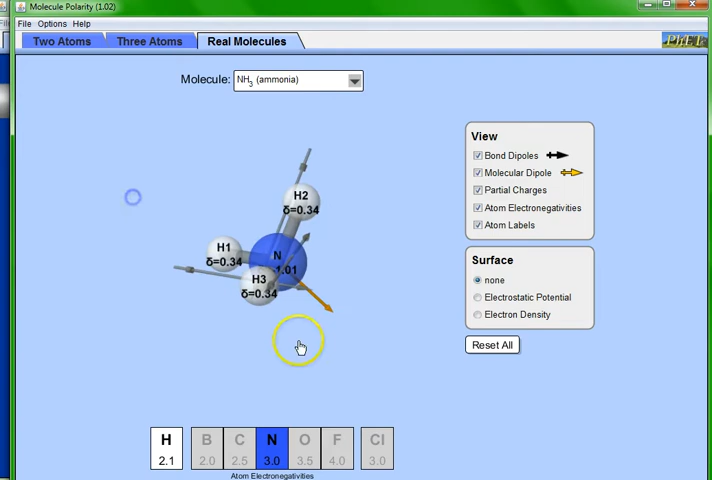 Molecule Polarity (1.02)
File Options Help
Two Atoms Three Atoms Real Molecules
PhET
Molecule: NH3 (ammonia)
View
Bond Dipoles
Molecular Dipole
Partial Charges
Atom Electronegativities
Atom Labels
Surface
none
Electrostatic Potential
Electron Density
Reset All
H2
δ=0.34
H1
δ=0.34
N
1.01
H3
δ=0.34
H B C N O F Cl
2.1 2.0 2.5 3.0 3.5 4.0 3.0
Atom Electronegativities